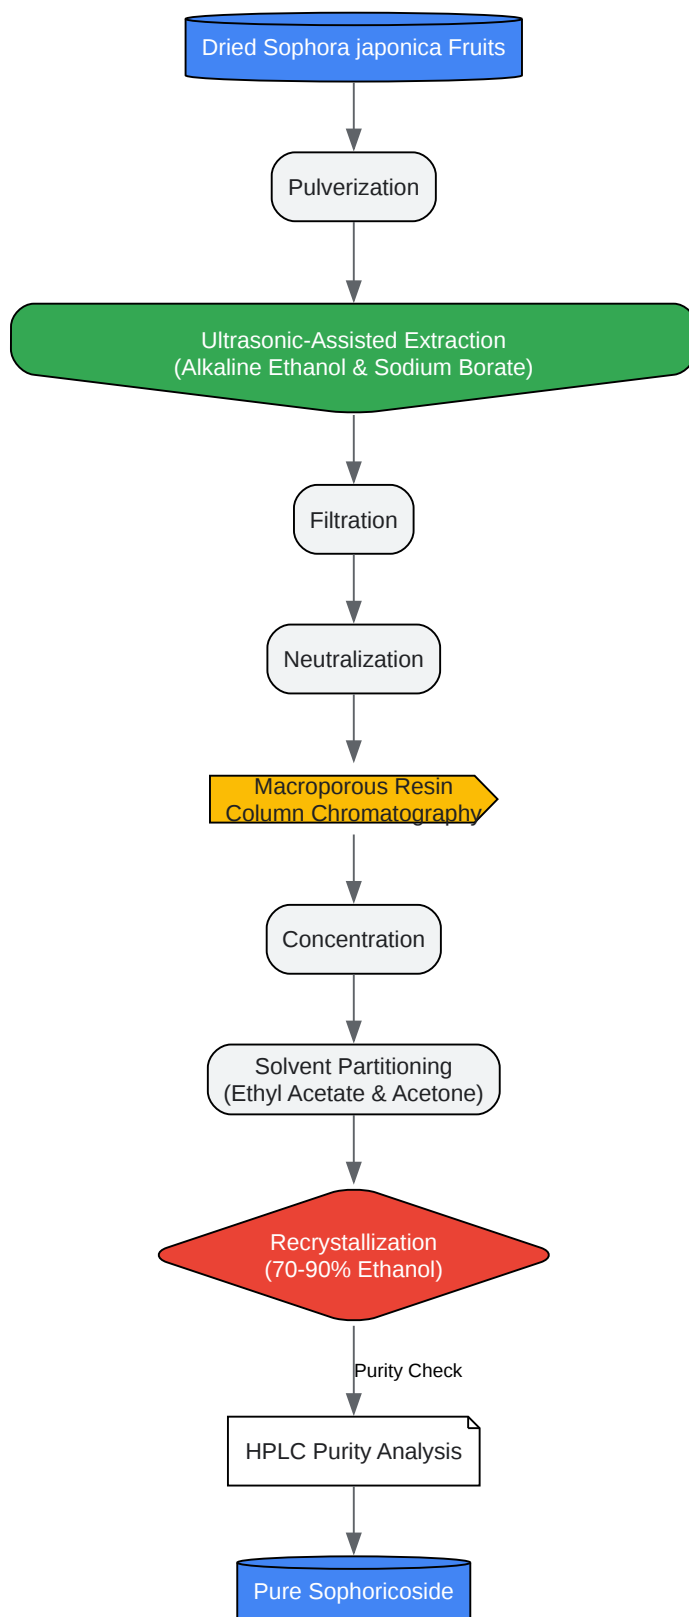 Dried Sophora japonica Fruits
Pulverization
Ultrasonic-Assisted Extraction
(Alkaline Ethanol & Sodium Borate)
Filtration
Neutralization
Macroporous Resin
Column Chromatography
Concentration
Solvent Partitioning
(Ethyl Acetate & Acetone)
Recrystallization
(70-90% Ethanol)
Purity Check
HPLC Purity Analysis
Pure Sophoricoside